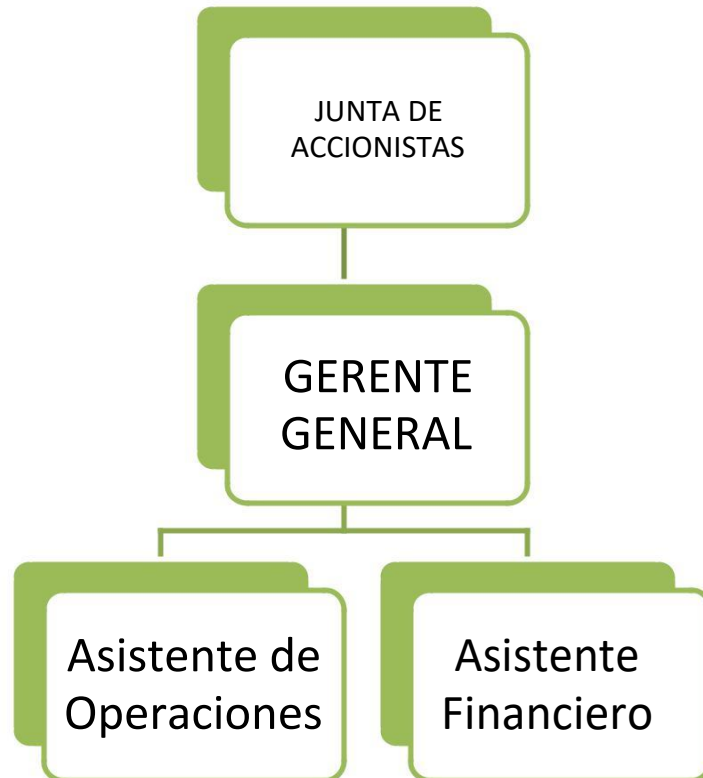 JUNTA DE
ACCIONISTAS
GERENTE
GENERAL
Asistente de
Operaciones
Asistente
Financiero